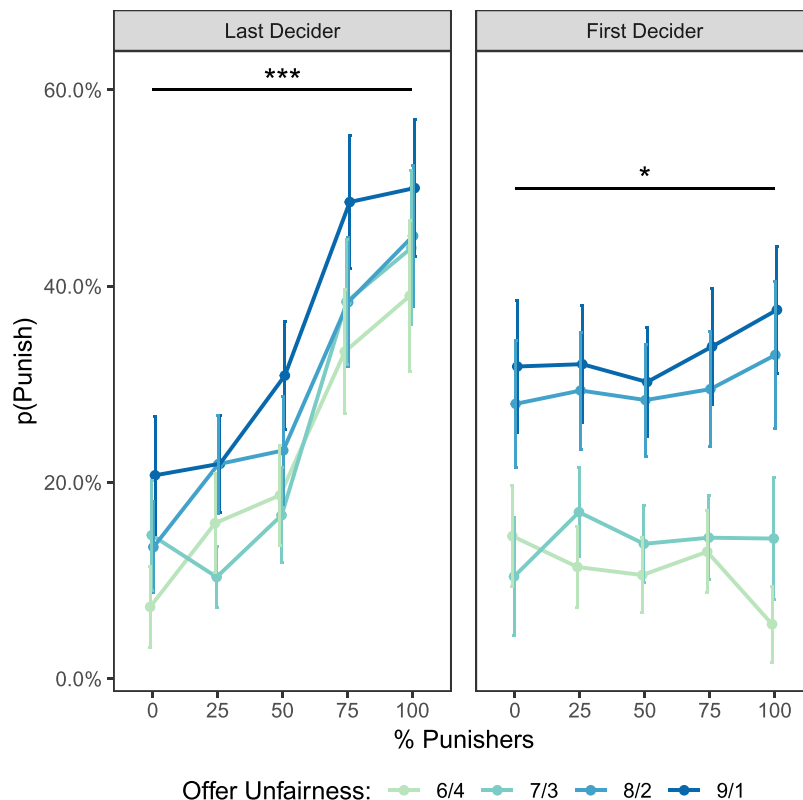 Last Decider
First Decider
***
*
60.0%
40.0%
20.0%
0.0%
p(Punish)
0 25 50 75 100
0 25 50 75 100
% Punishers
Offer Unfairness: 6/4 7/3 8/2 9/1